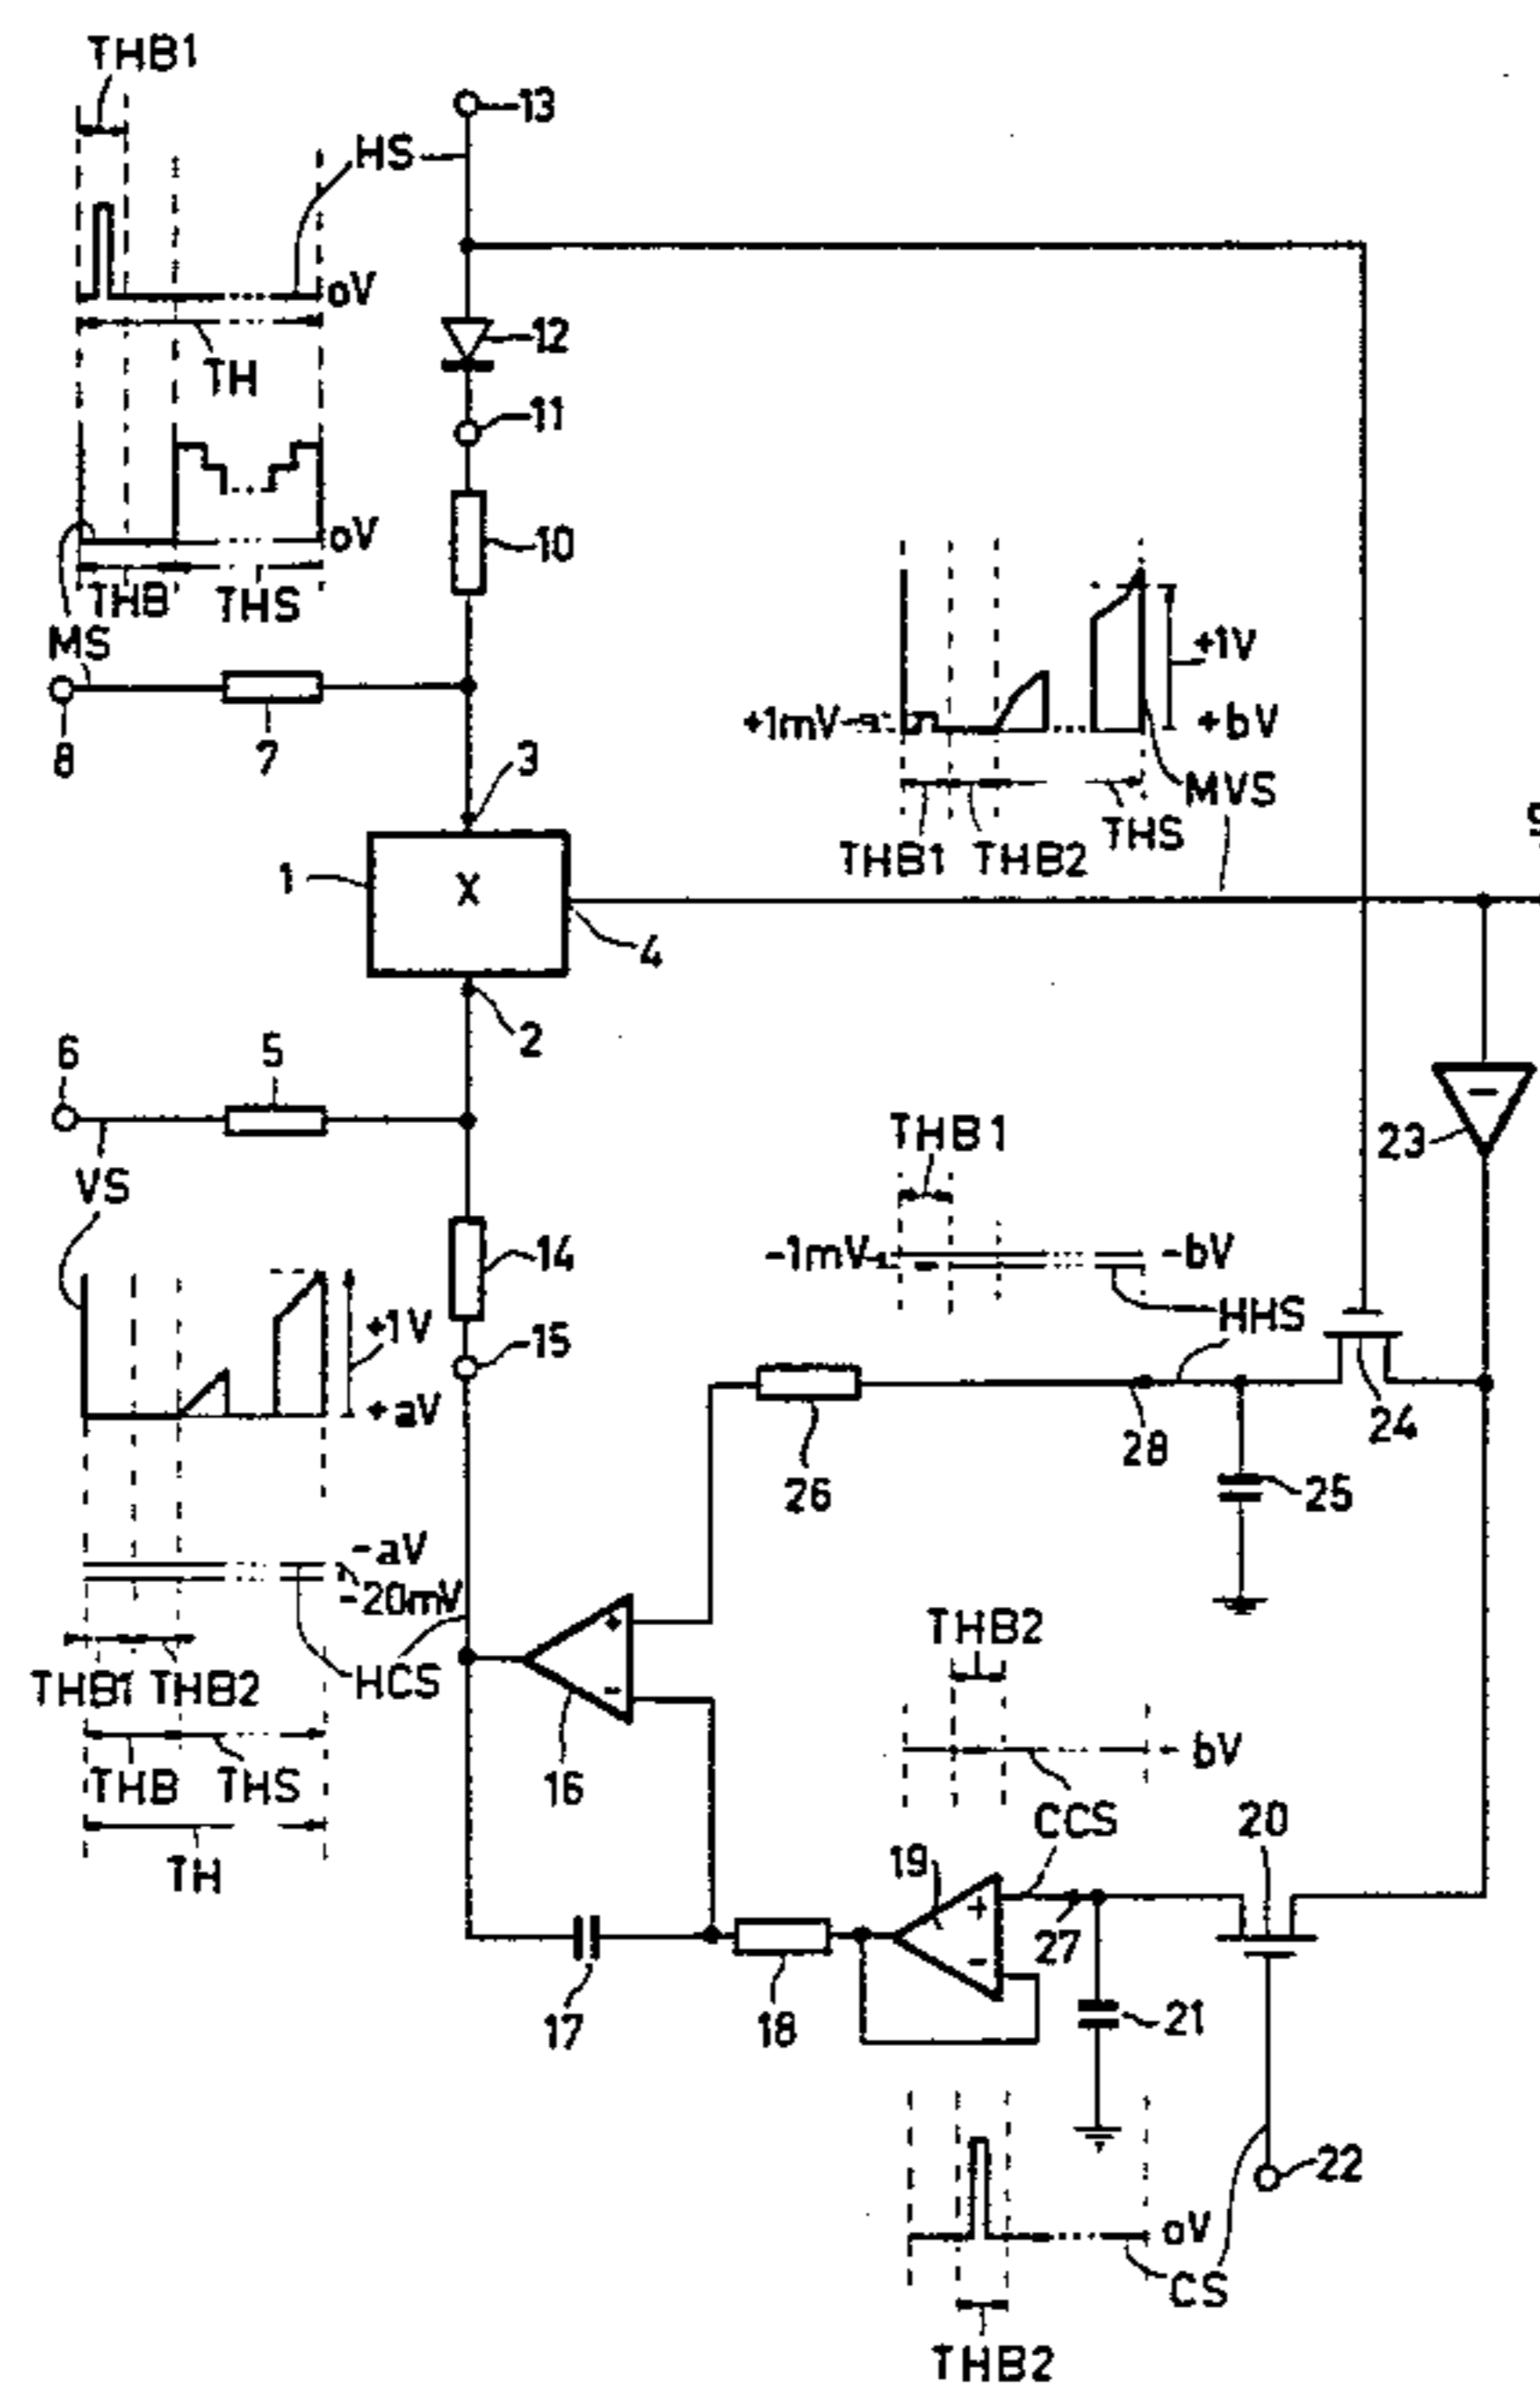 THB1
13
HS
oV
12
TH
11
10
oV
THB
THS
MS
8
7
3
+1V
+1mV
+bV
MVS
THS
THB1
THB2
1
X
4
2
6
5
23
THB1
VS
-1mV
-bV
14
HHS
+1V
15
+aV
24
28
26
25
-aV
-20mV
THB2
THB1
THB2
HCS
+
-
bV
THB
THS
16
CCS
20
TH
19
+
27
-
17
18
21
22
oV
CS
THB2
-